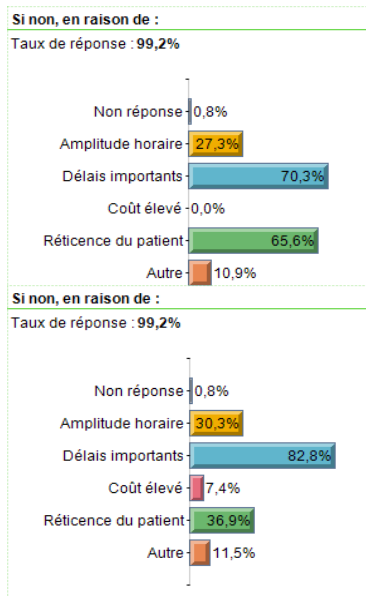 Si non, en raison de :
Taux de réponse : 99,2%
Non réponse 0,8%
Amplitude horaire 27,3%
Délais importants 70,3%
Coût élevé 0,0%
Réticence du patient 65,6%
Autre 10,9%
Si non, en raison de :
Taux de réponse : 99,2%
Non réponse 0,8%
Amplitude horaire 30,3%
Délais importants 82,8%
Coût élevé 7,4%
Réticence du patient 36,9%
Autre 11,5%